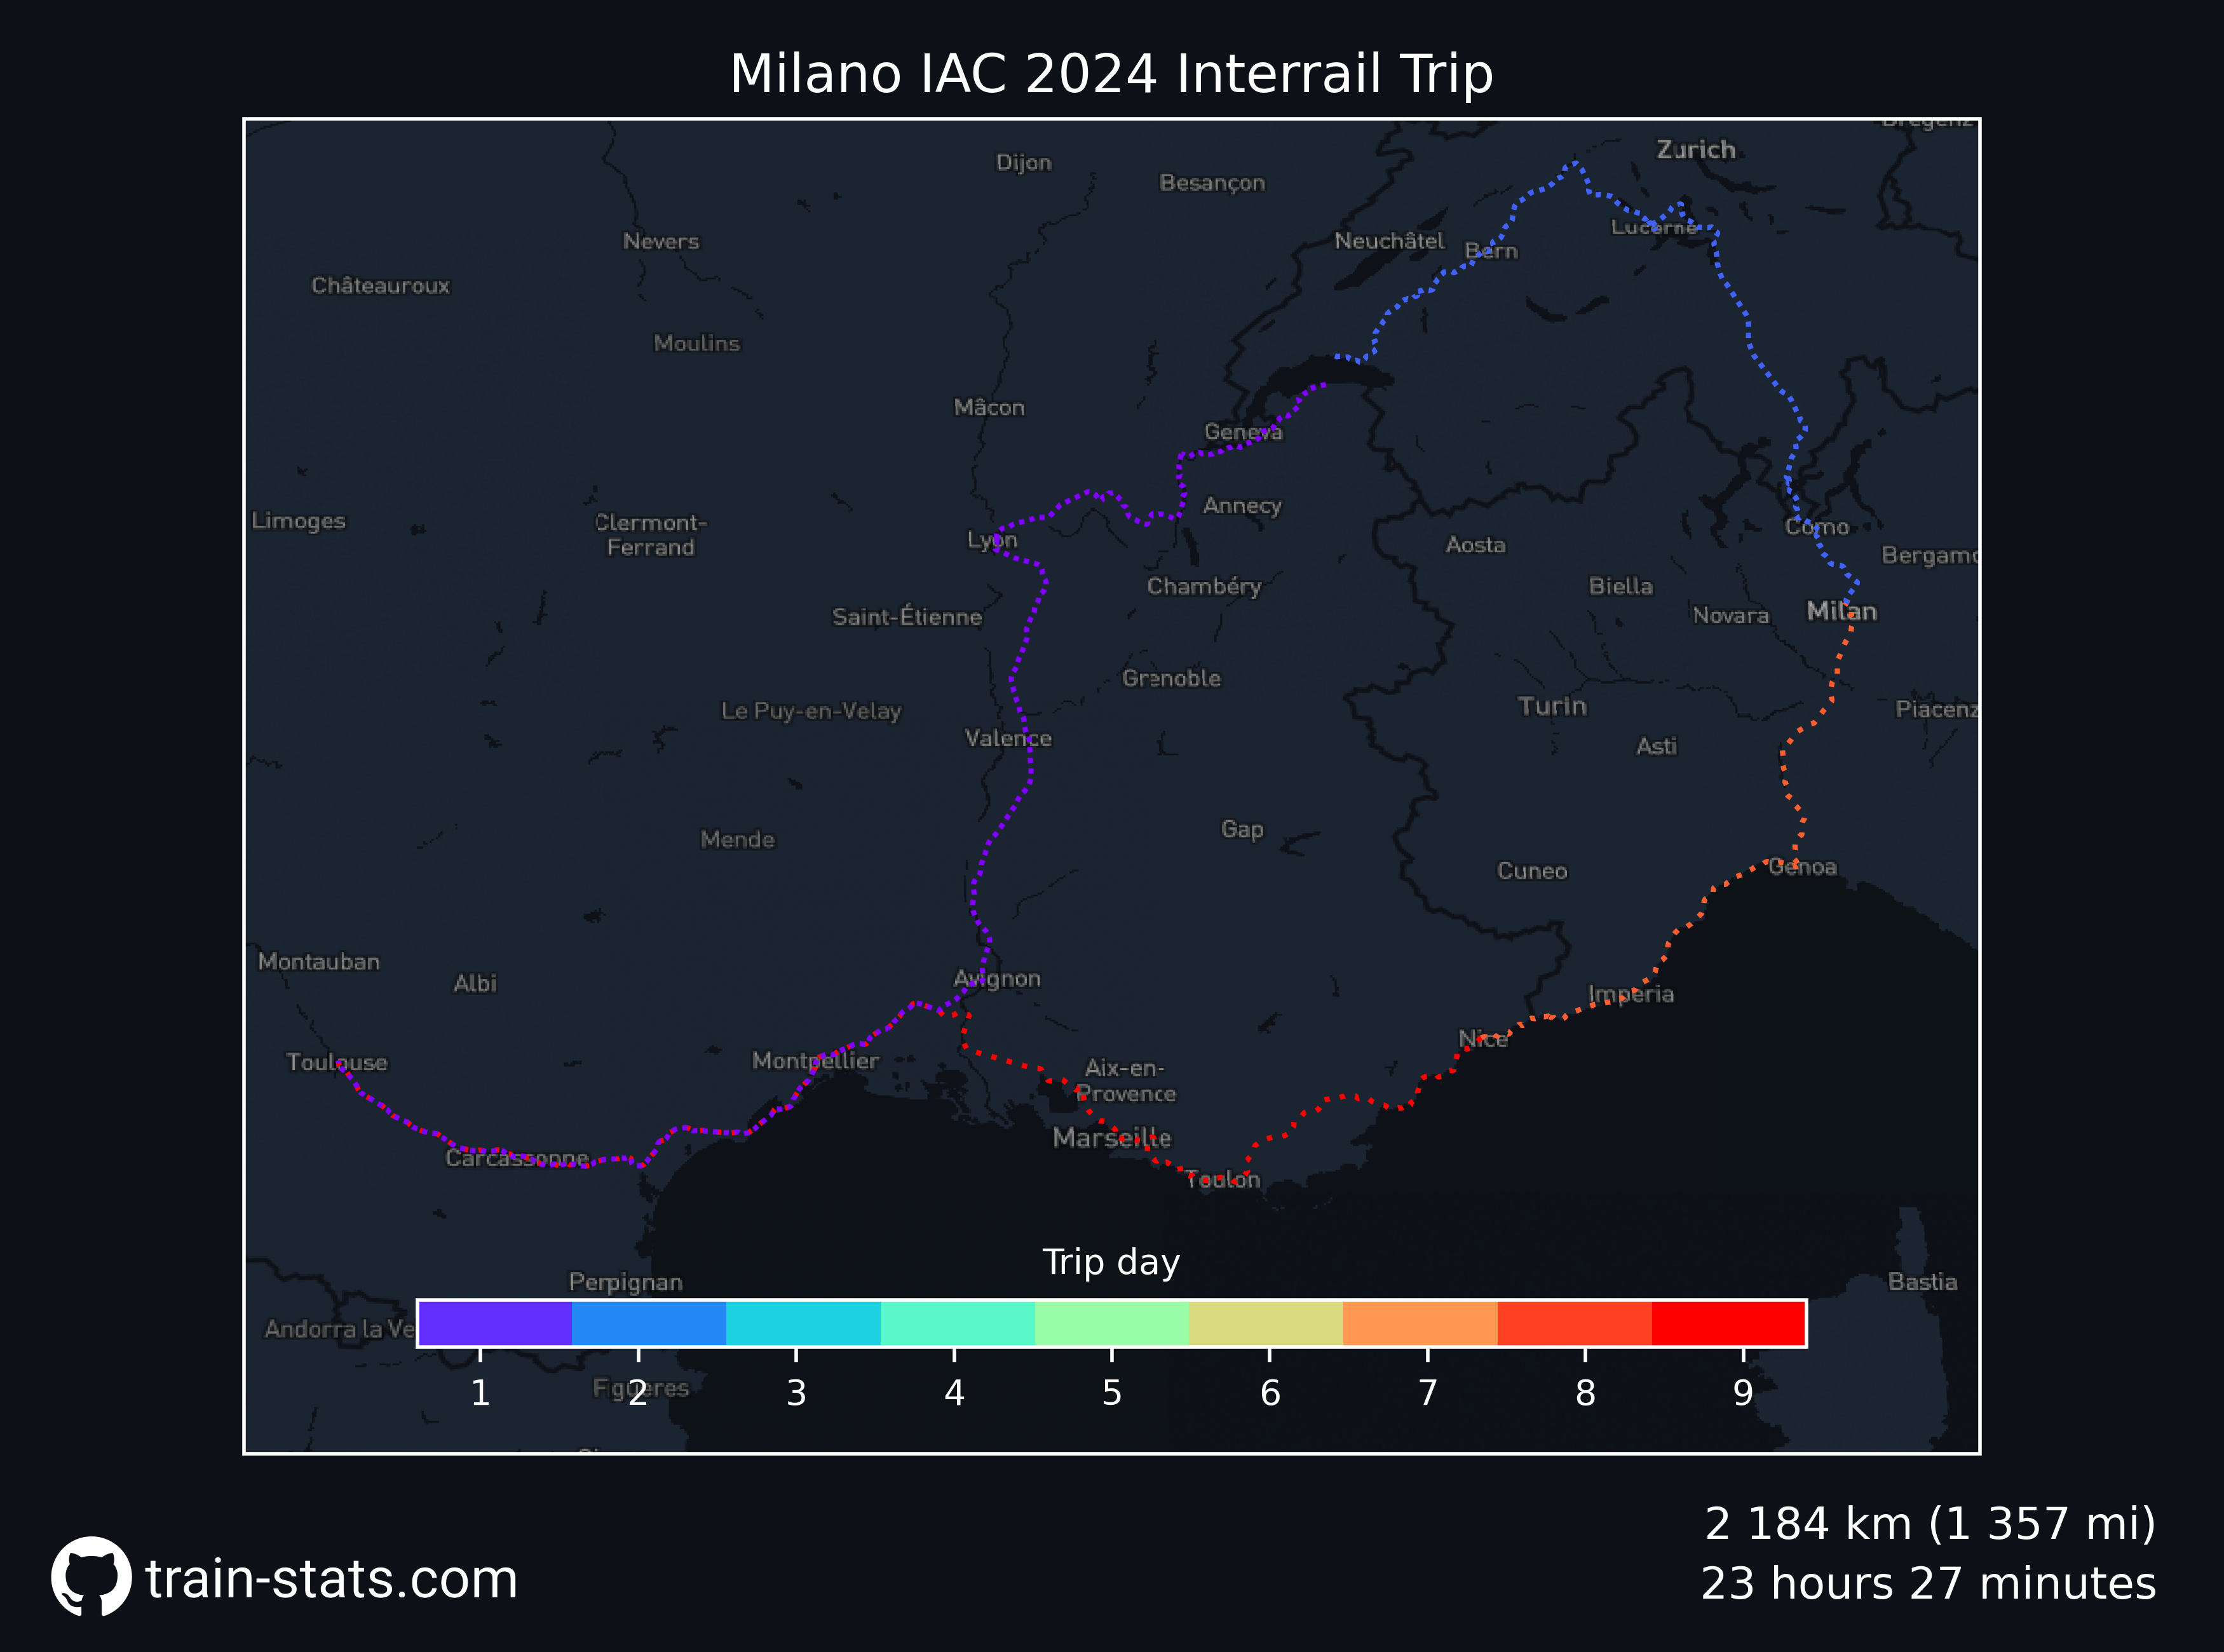 Milano IAC 2024 Interrail Trip
Bregenz
Zurich
Dijon
Besançon
Lucerne
Nevers
Neuchâtel
Bern
Châteauroux
Moulins
Mâcon
Geneva
Annecy
Limoges
Clermont-
Ferrand
Lyon
Aosta
Como
Bergamo
Chambéry
Biella
Saint-Étienne
Novara
Milan
Grenoble
Le Puy-en-Velay
Turin
Piacenz
Valence
Asti
Mende
Gap
Cuneo
Genoa
Montauban
Albi
Avignon
Imperia
Nice
Toulouse
Montpellier
Aix-en-
Provence
Marseille
Carcassonne
Toulon
Trip day
Perpignan
Bastia
Andorra la Ve
Figueres
1 2 3 4 5 6 7 8 9
2 184 km (1 357 mi)
train-stats.com
23 hours 27 minutes